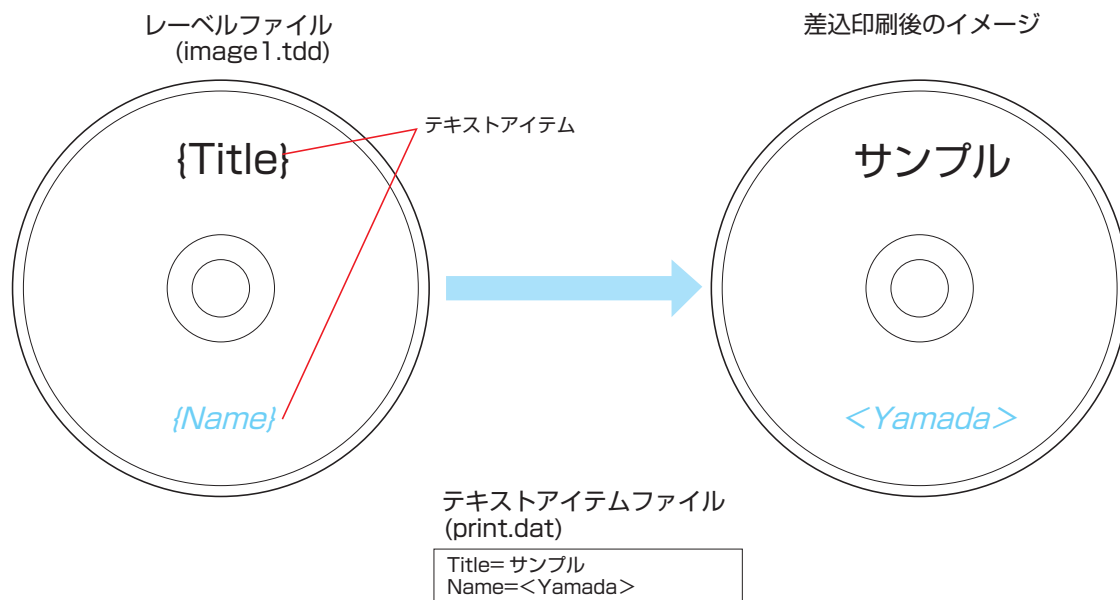 レーベルファイル
(image1.tdd)
差込印刷後のイメージ
テキストアイテム
{Title}
サンプル
{Name}
＜Yamada＞
テキストアイテムファイル
(print.dat)
Title= サンプル
Name=＜Yamada＞